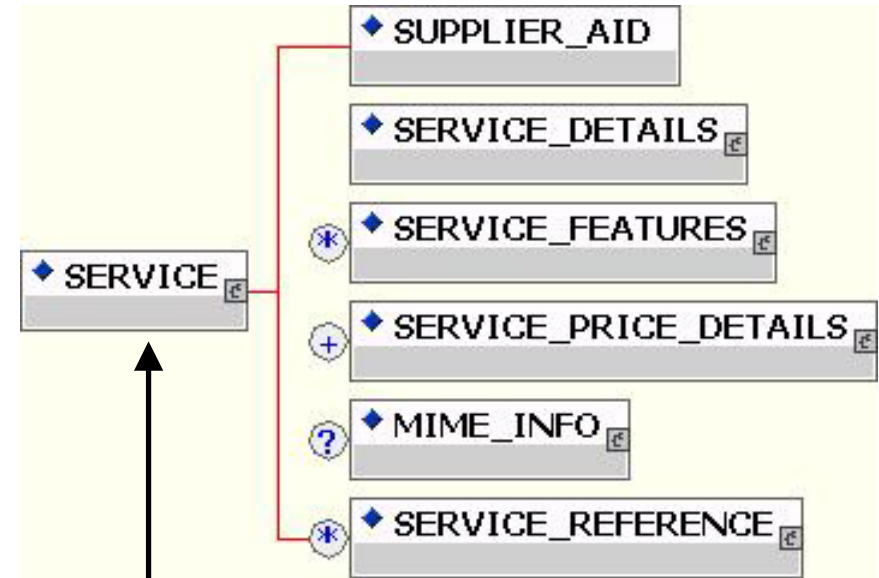 SUPPLIER_AID
SERVICE_DETAILS
* SERVICE_FEATURES
SERVICE
+ SERVICE_PRICE_DETAILS
? MIME_INFO
* SERVICE_REFERENCE